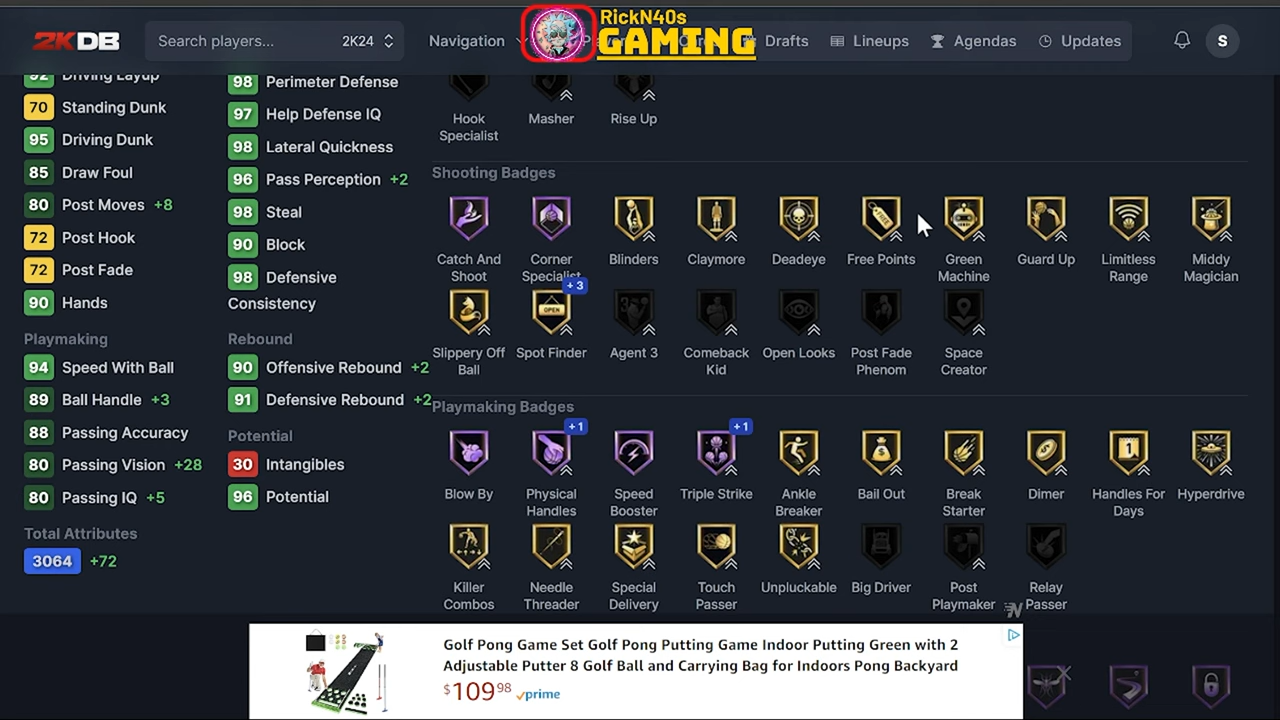 2KDB
Search players...
2K24
Navigation
RickN40s
GAMING
Drafts
Lineups
Agendas
Updates
S
92 Driving Layup
70 Standing Dunk
95 Driving Dunk
85 Draw Foul
80 Post Moves +8
72 Post Hook
72 Post Fade
90 Hands
Playmaking
94 Speed With Ball
89 Ball Handle +3
88 Passing Accuracy
80 Passing Vision +28
80 Passing IQ +5
Total Attributes
3064 +72
98 Perimeter Defense
97 Help Defense IQ
98 Lateral Quickness
96 Pass Perception +2
98 Steal
90 Block
98 Defensive
Consistency
Rebound
90 Offensive Rebound +2
91 Defensive Rebound +2
Potential
30 Intangibles
96 Potential
Hook
Specialist
Masher
Rise Up
Shooting Badges
Catch And
Shoot
Corner
Specialist
Blinders
Claymore
Deadeye
Free Points
Green
Machine
Guard Up
Limitless
Range
Middy
Magician
Slippery Off
Ball
+3
OPEN
Spot Finder
Agent 3
Comeback
Kid
Open Looks
Post Fade
Phenom
Space
Creator
Playmaking Badges
Blow By
+1
Physical
Handles
Speed
Booster
+1
Triple Strike
Ankle
Breaker
Bail Out
Break
Starter
Dimer
1
Handles For
Days
Hyperdrive
Killer
Combos
Needle
Threader
Special
Delivery
Touch
Passer
Unpluckable
Big Driver
Post
Playmaker
Relay
Passer
Golf Pong Game Set Golf Pong Putting Game Indoor Putting Green with 2
Adjustable Putter 8 Golf Ball and Carrying Bag for Indoors Pong Backyard
$109 98 prime